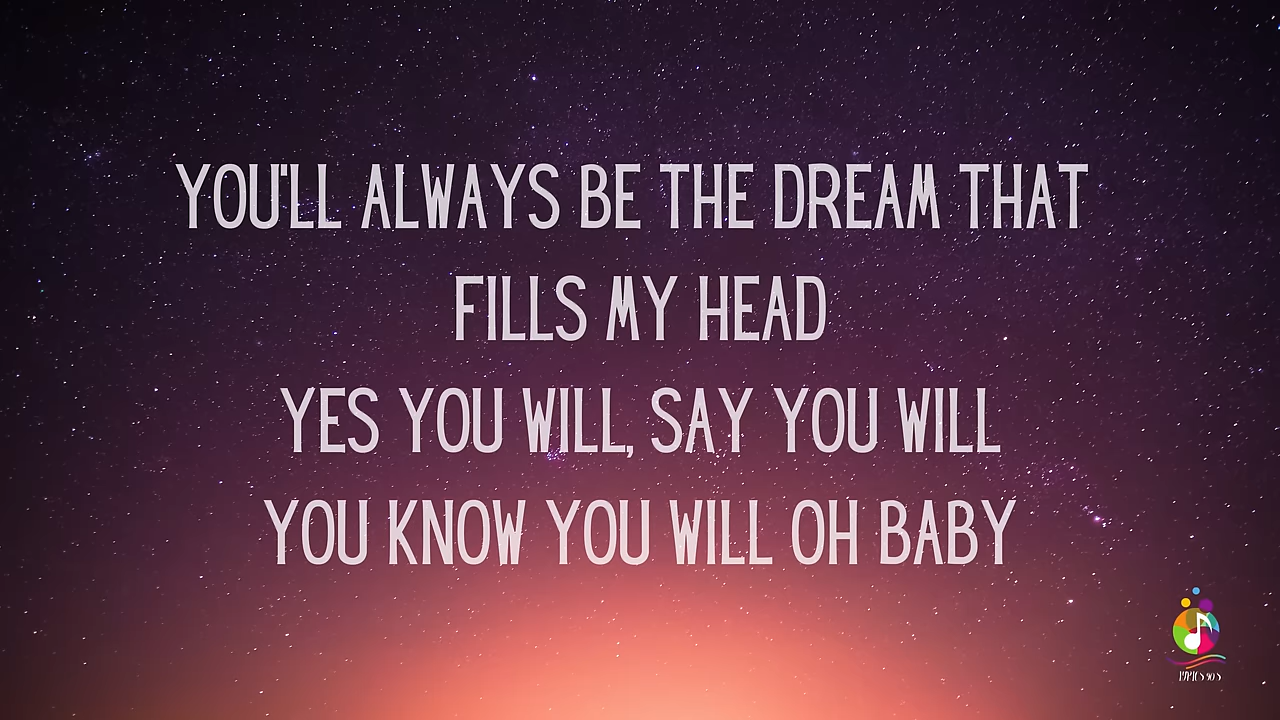 YOU'LL ALWAYS BE THE DREAM THAT
FILLS MY HEAD
YES YOU WILL, SAY YOU WILL
YOU KNOW YOU WILL OH BABY